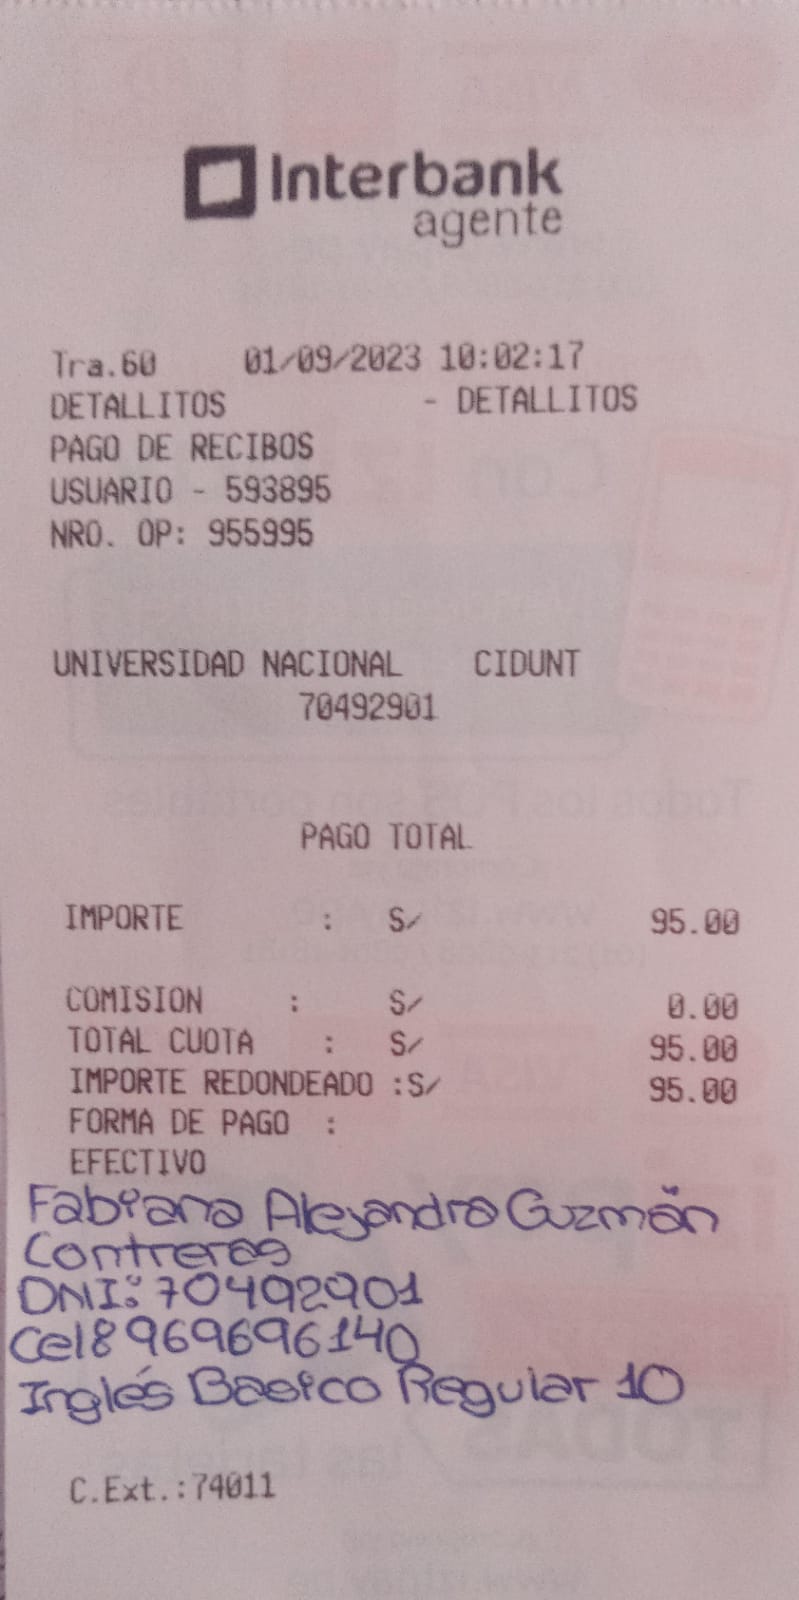 Interbank
agente
Tra.60 01/09/2023 10:02:17
DETALLITOS - DETALLITOS
PAGO DE RECIBOS
USUARIO - 593895
NRO. OP: 955995
UNIVERSIDAD NACIONAL CIDUNT
70492901
PAGO TOTAL
IMPORTE : S/ 95.00
COMISION : S/ 0.00
TOTAL CUOTA : S/ 95.00
IMPORTE REDONDEADO :S/ 95.00
FORMA DE PAGO :
EFECTIVO
Fabiana Alejandra Guzmán
Contreras
DNI: 70492901
Cel: 969696140
Inglés Basico Regular 10
C.Ext.:74011